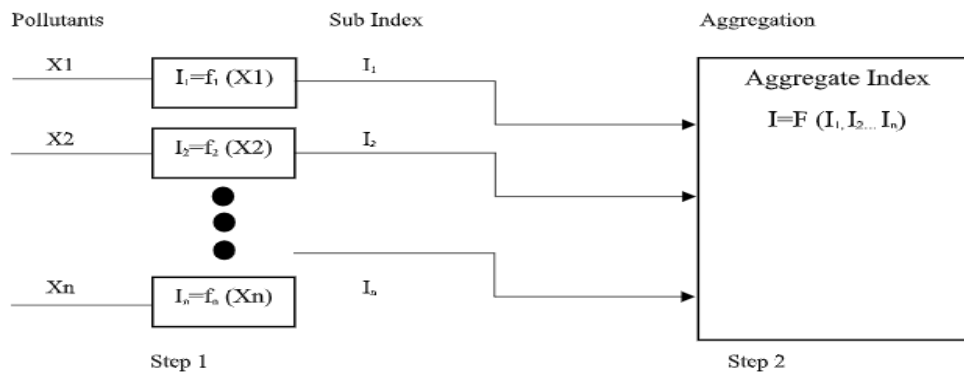 Pollutants
Sub Index
Aggregation
X1
I₁=f₁ (X1)
I₁
Aggregate Index
I=F (I₁, I₂... Iₙ)
X2
I₂=f₂ (X2)
I₂
Xn
Iₙ=fₙ (Xn)
Iₙ
Step 1
Step 2